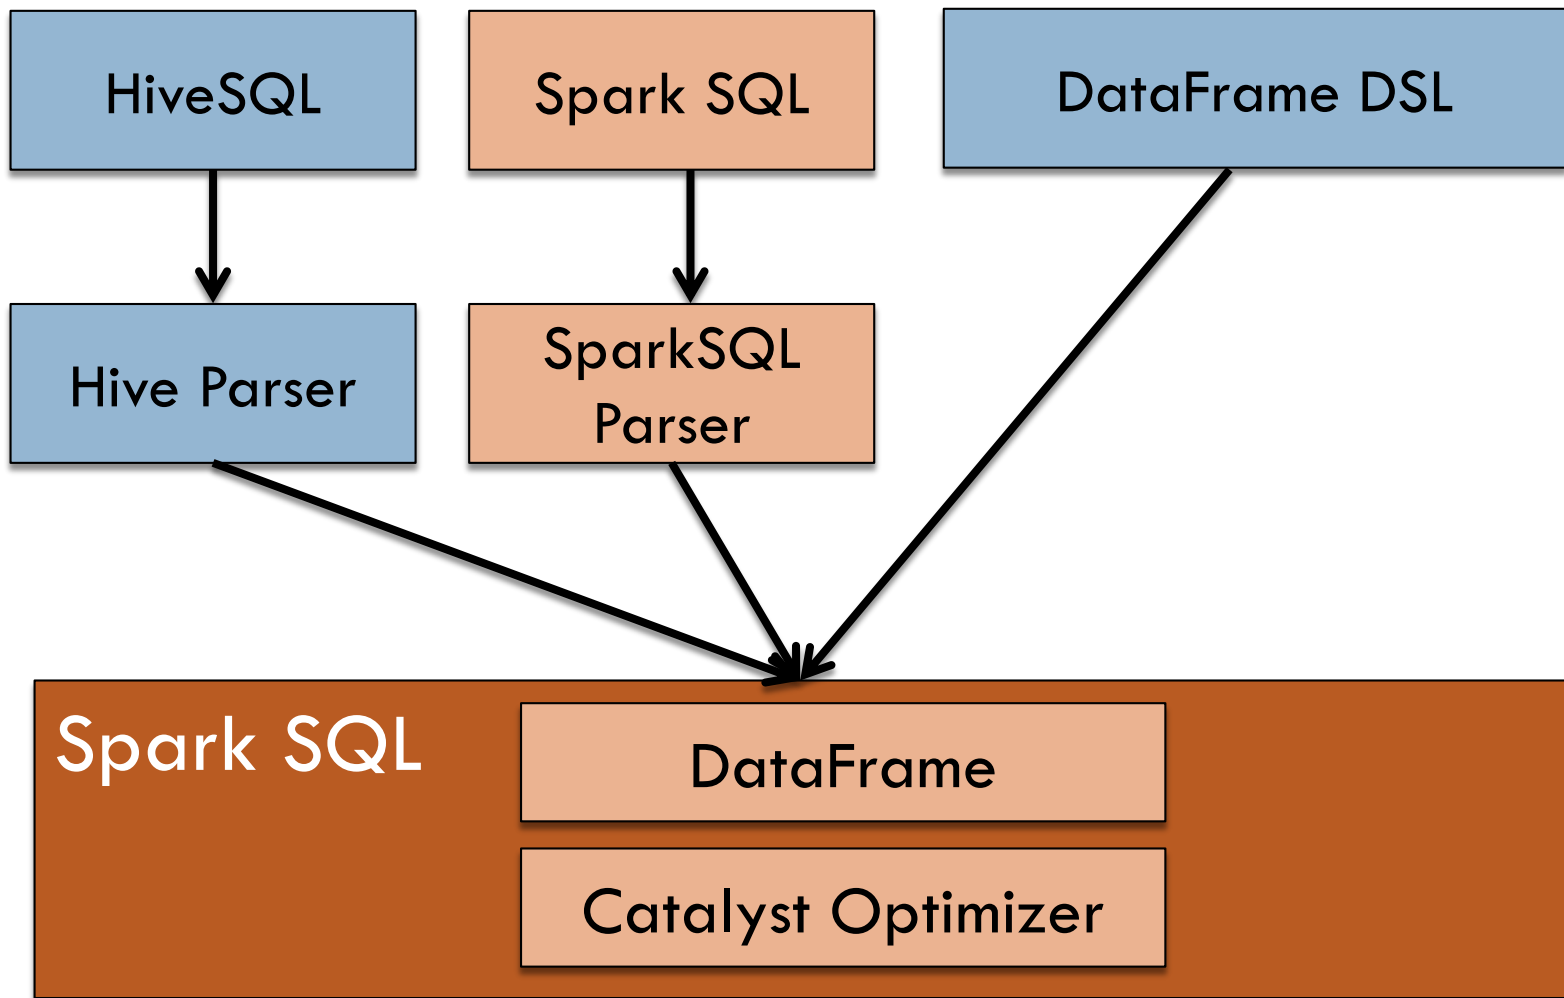 HiveSQL
Spark SQL
DataFrame DSL
Hive Parser
SparkSQL
Parser
Spark SQL
DataFrame
Catalyst Optimizer